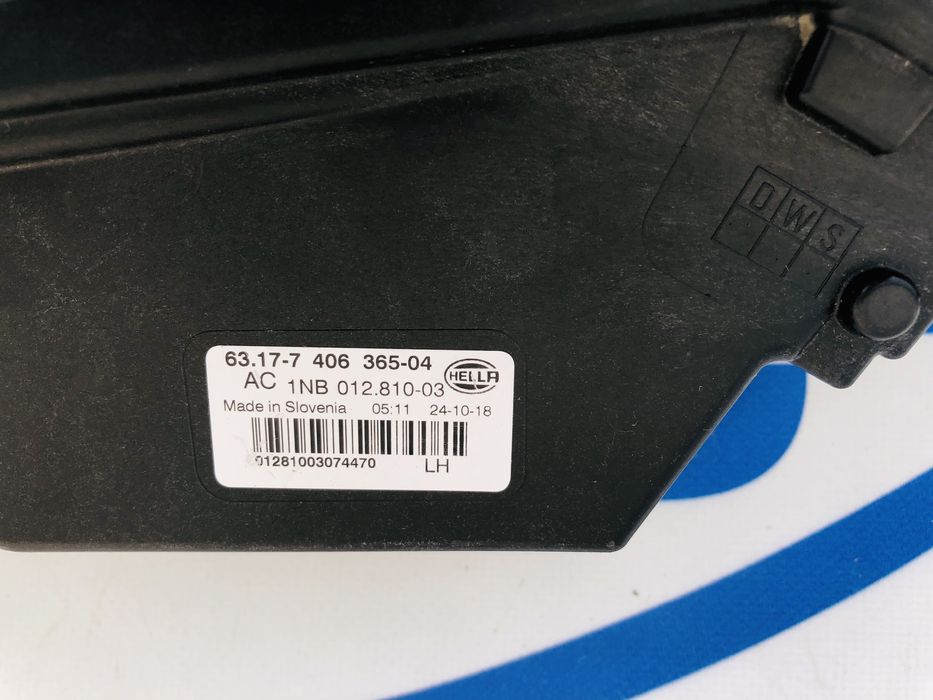 D W S
63.17-7 406 365-04
AC 1NB 012.810-03 HELLA
Made in Slovenia 05:11 24-10-18
01281003074470 LH